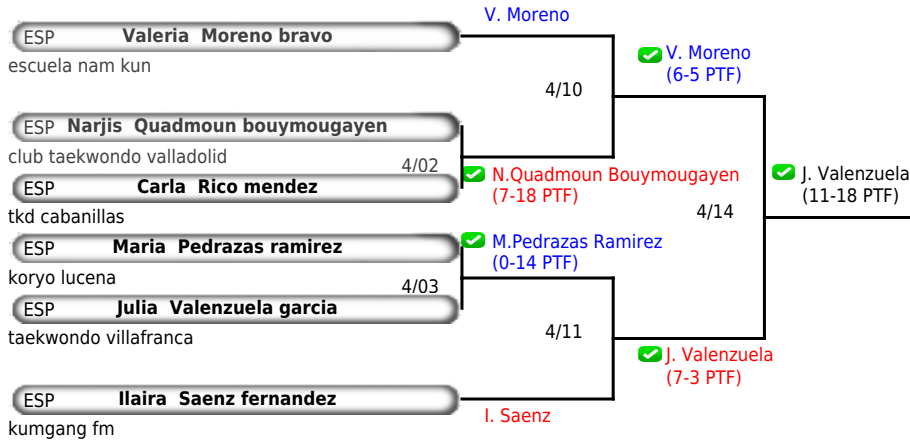 V. Moreno
ESP Valeria Moreno bravo
escuela nam kun
V. Moreno
(6-5 PTF)
4/10
ESP Narjis Quadmoun bouymougayen
club taekwondo valladolid
4/02
N.Quadmoun Bouymougayen
(7-18 PTF)
ESP Carla Rico mendez
tkd cabanillas
J. Valenzuela
(11-18 PTF)
4/14
ESP Maria Pedrazas ramirez
koryo lucena
M.Pedrazas Ramirez
(0-14 PTF)
4/03
ESP Julia Valenzuela garcia
taekwondo villafranca
4/11
J. Valenzuela
(7-3 PTF)
ESP Ilaira Saenz fernandez
kumgang fm
I. Saenz